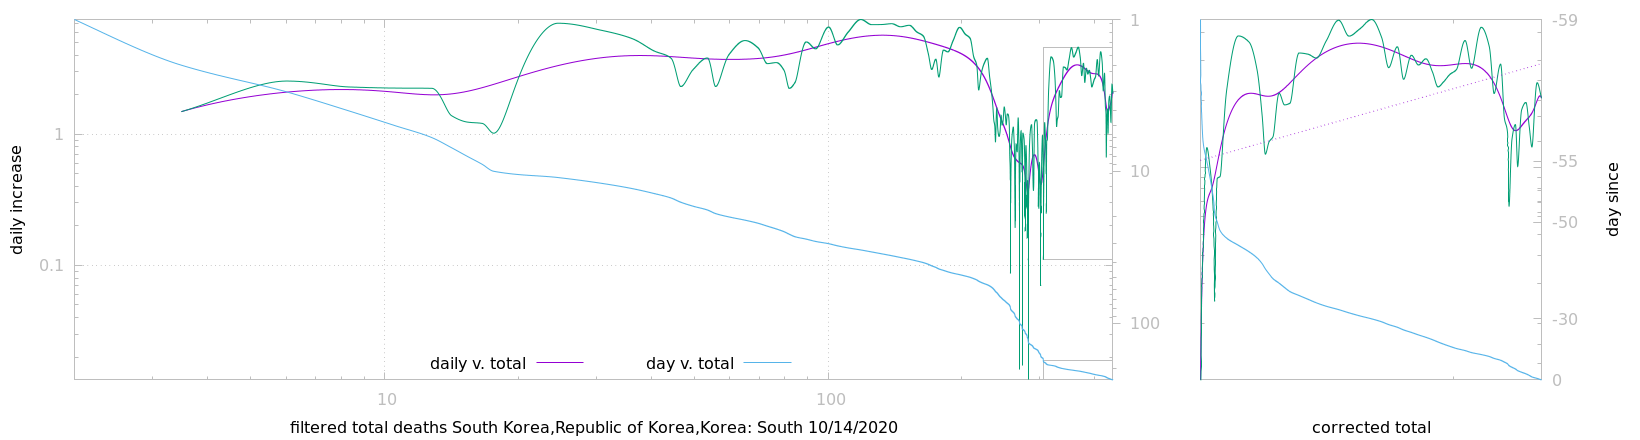 daily increase
1
0.1
10
100
1
10
100
daily v. total
day v. total
filtered total deaths South Korea,Republic of Korea,Korea: South 10/14/2020
-59
-55
-50
-30
0
day since
corrected total